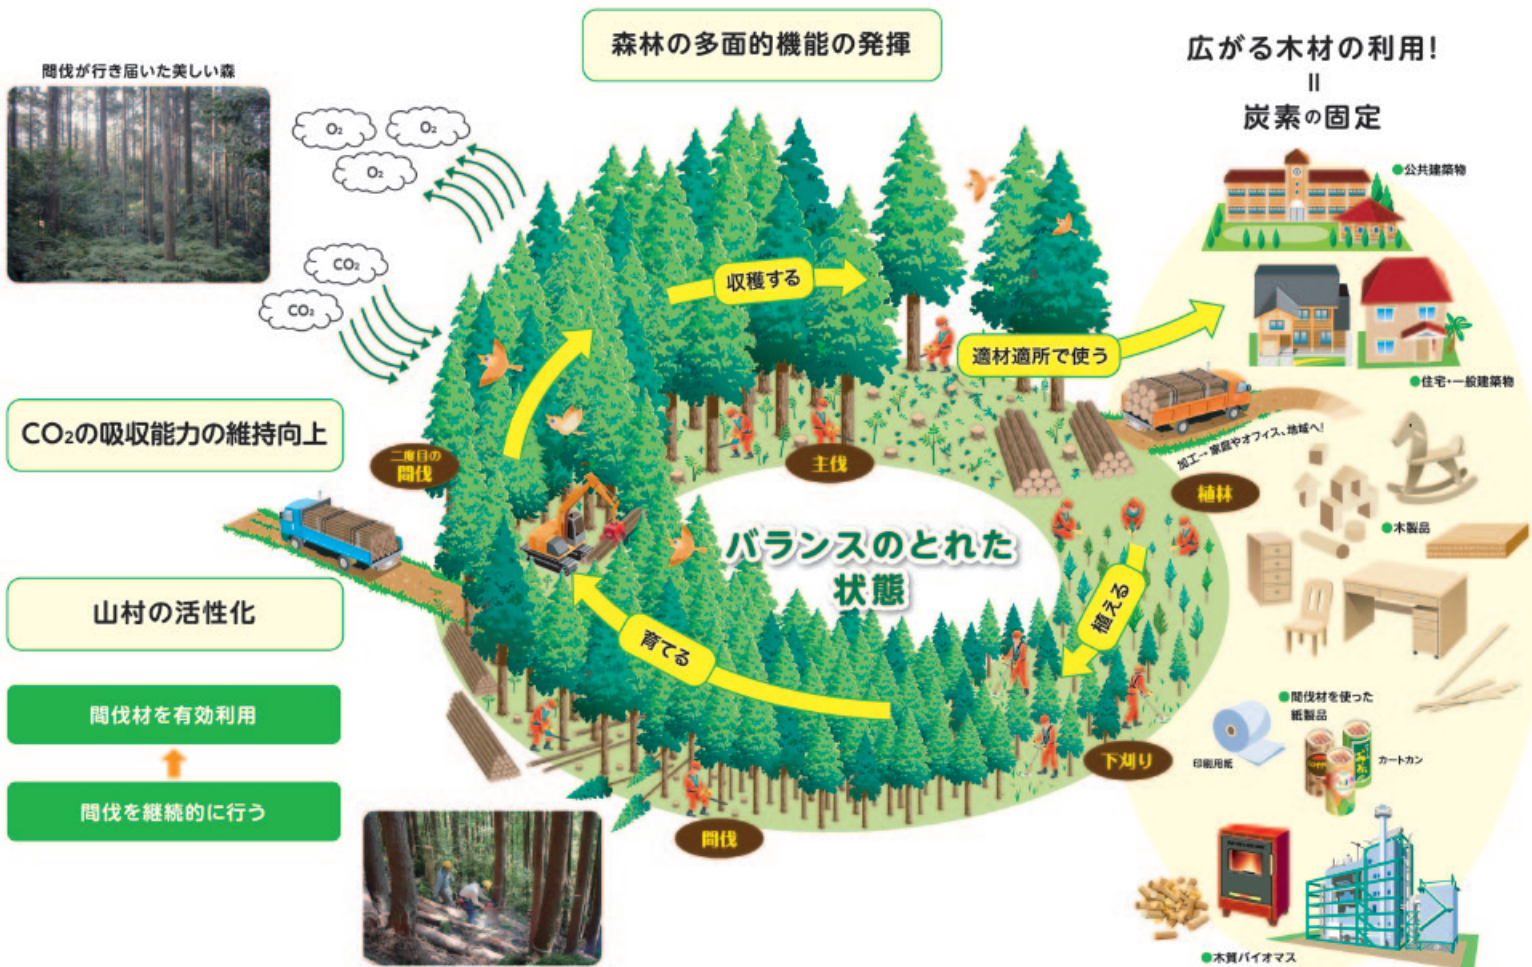 森林の多面的機能の発揮
間伐が行き届いた美しい森
O₂
O₂
O₂
CO₂
CO₂
CO₂の吸収能力の維持向上
山村の活性化
間伐材を有効利用
間伐を継続的に行う
収穫する
適材適所で使う
二度目の
間伐
主伐
植林
バランスのとれた
状態
植える
育てる
下刈り
間伐
広がる木材の利用!
=
炭素の固定
●公共建築物
●住宅・一般建築物
加工→家庭やオフィス、地域へ!
●木製品
●間伐材を使った
紙製品
印刷用紙
カートカン
●木質バイオマス